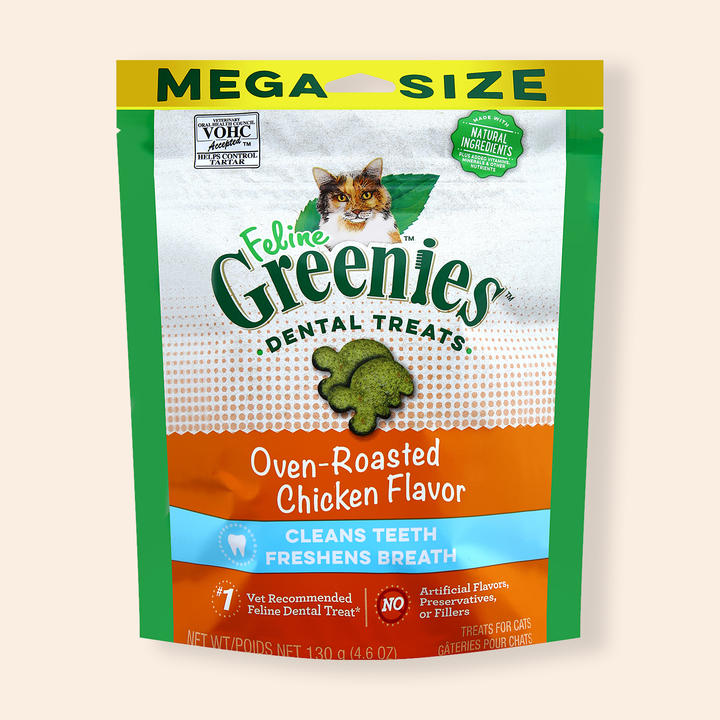 MEGA SIZE
VETERINARY
ORAL HEALTH COUNCIL
VOHC
Accepted™
HELPS CONTROL
TARTAR
MADE WITH
NATURAL
INGREDIENTS
PLUS ADDED VITAMINS,
MINERALS & OTHER
NUTRIENTS
Feline ™
Greenies™
DENTAL TREATS
Oven-Roasted
Chicken Flavor
CLEANS TEETH
FRESHENS BREATH
#1 Vet Recommended
Feline Dental Treat*
NO Artificial Flavors,
Preservatives,
or Fillers
NET WT/POIDS NET 130 g (4.6 OZ)
TREATS FOR CATS
GÂTERIES POUR CHATS